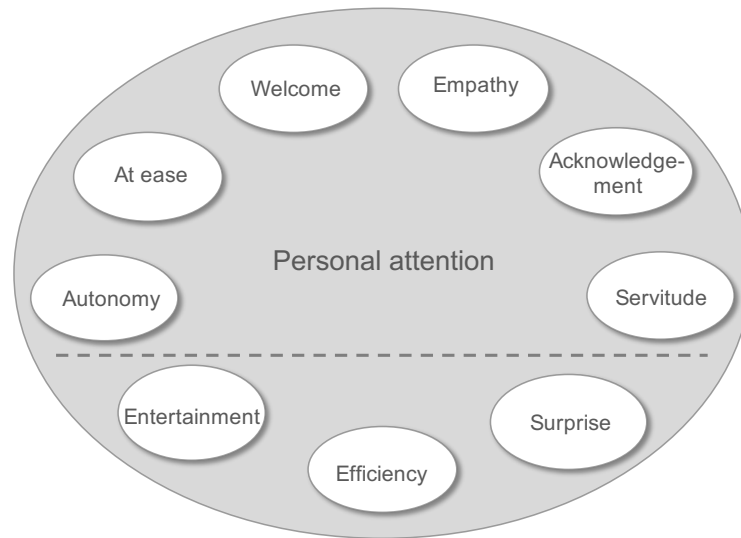 Welcome
Empathy
At ease
Acknowledge-
ment
Personal attention
Autonomy
Servitude
Entertainment
Surprise
Efficiency